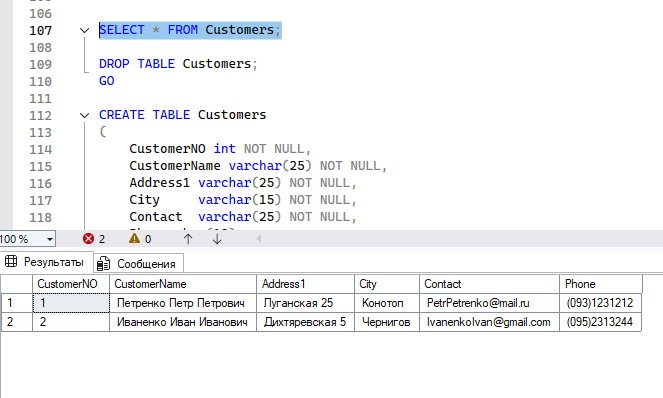 106
107 SELECT * FROM Customers;
108
109 DROP TABLE Customers;
110 GO
111
112 CREATE TABLE Customers
113 (
114 CustomerNO int NOT NULL,
115 CustomerName varchar(25) NOT NULL,
116 Address1 varchar(25) NOT NULL,
117 City varchar(15) NOT NULL,
118 Contact varchar(25) NOT NULL,
100 % 2 0
Результаты Сообщения
CustomerNO CustomerName Address1 City Contact Phone
1 1 Петренко Петр Петрович Луганская 25 Конотоп PetrPetrenko@mail.ru (093)1231212
2 2 Иваненко Иван Иванович Дихтяревская 5 Чернигов IvanenkoIvan@gmail.com (095)2313244